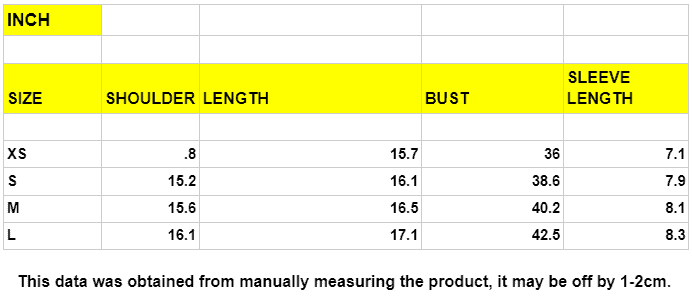 INCH
SIZE SHOULDER LENGTH BUST SLEEVE LENGTH
XS .8 15.7 36 7.1
S 15.2 16.1 38.6 7.9
M 15.6 16.5 40.2 8.1
L 16.1 17.1 42.5 8.3
This data was obtained from manually measuring the product, it may be off by 1-2cm.